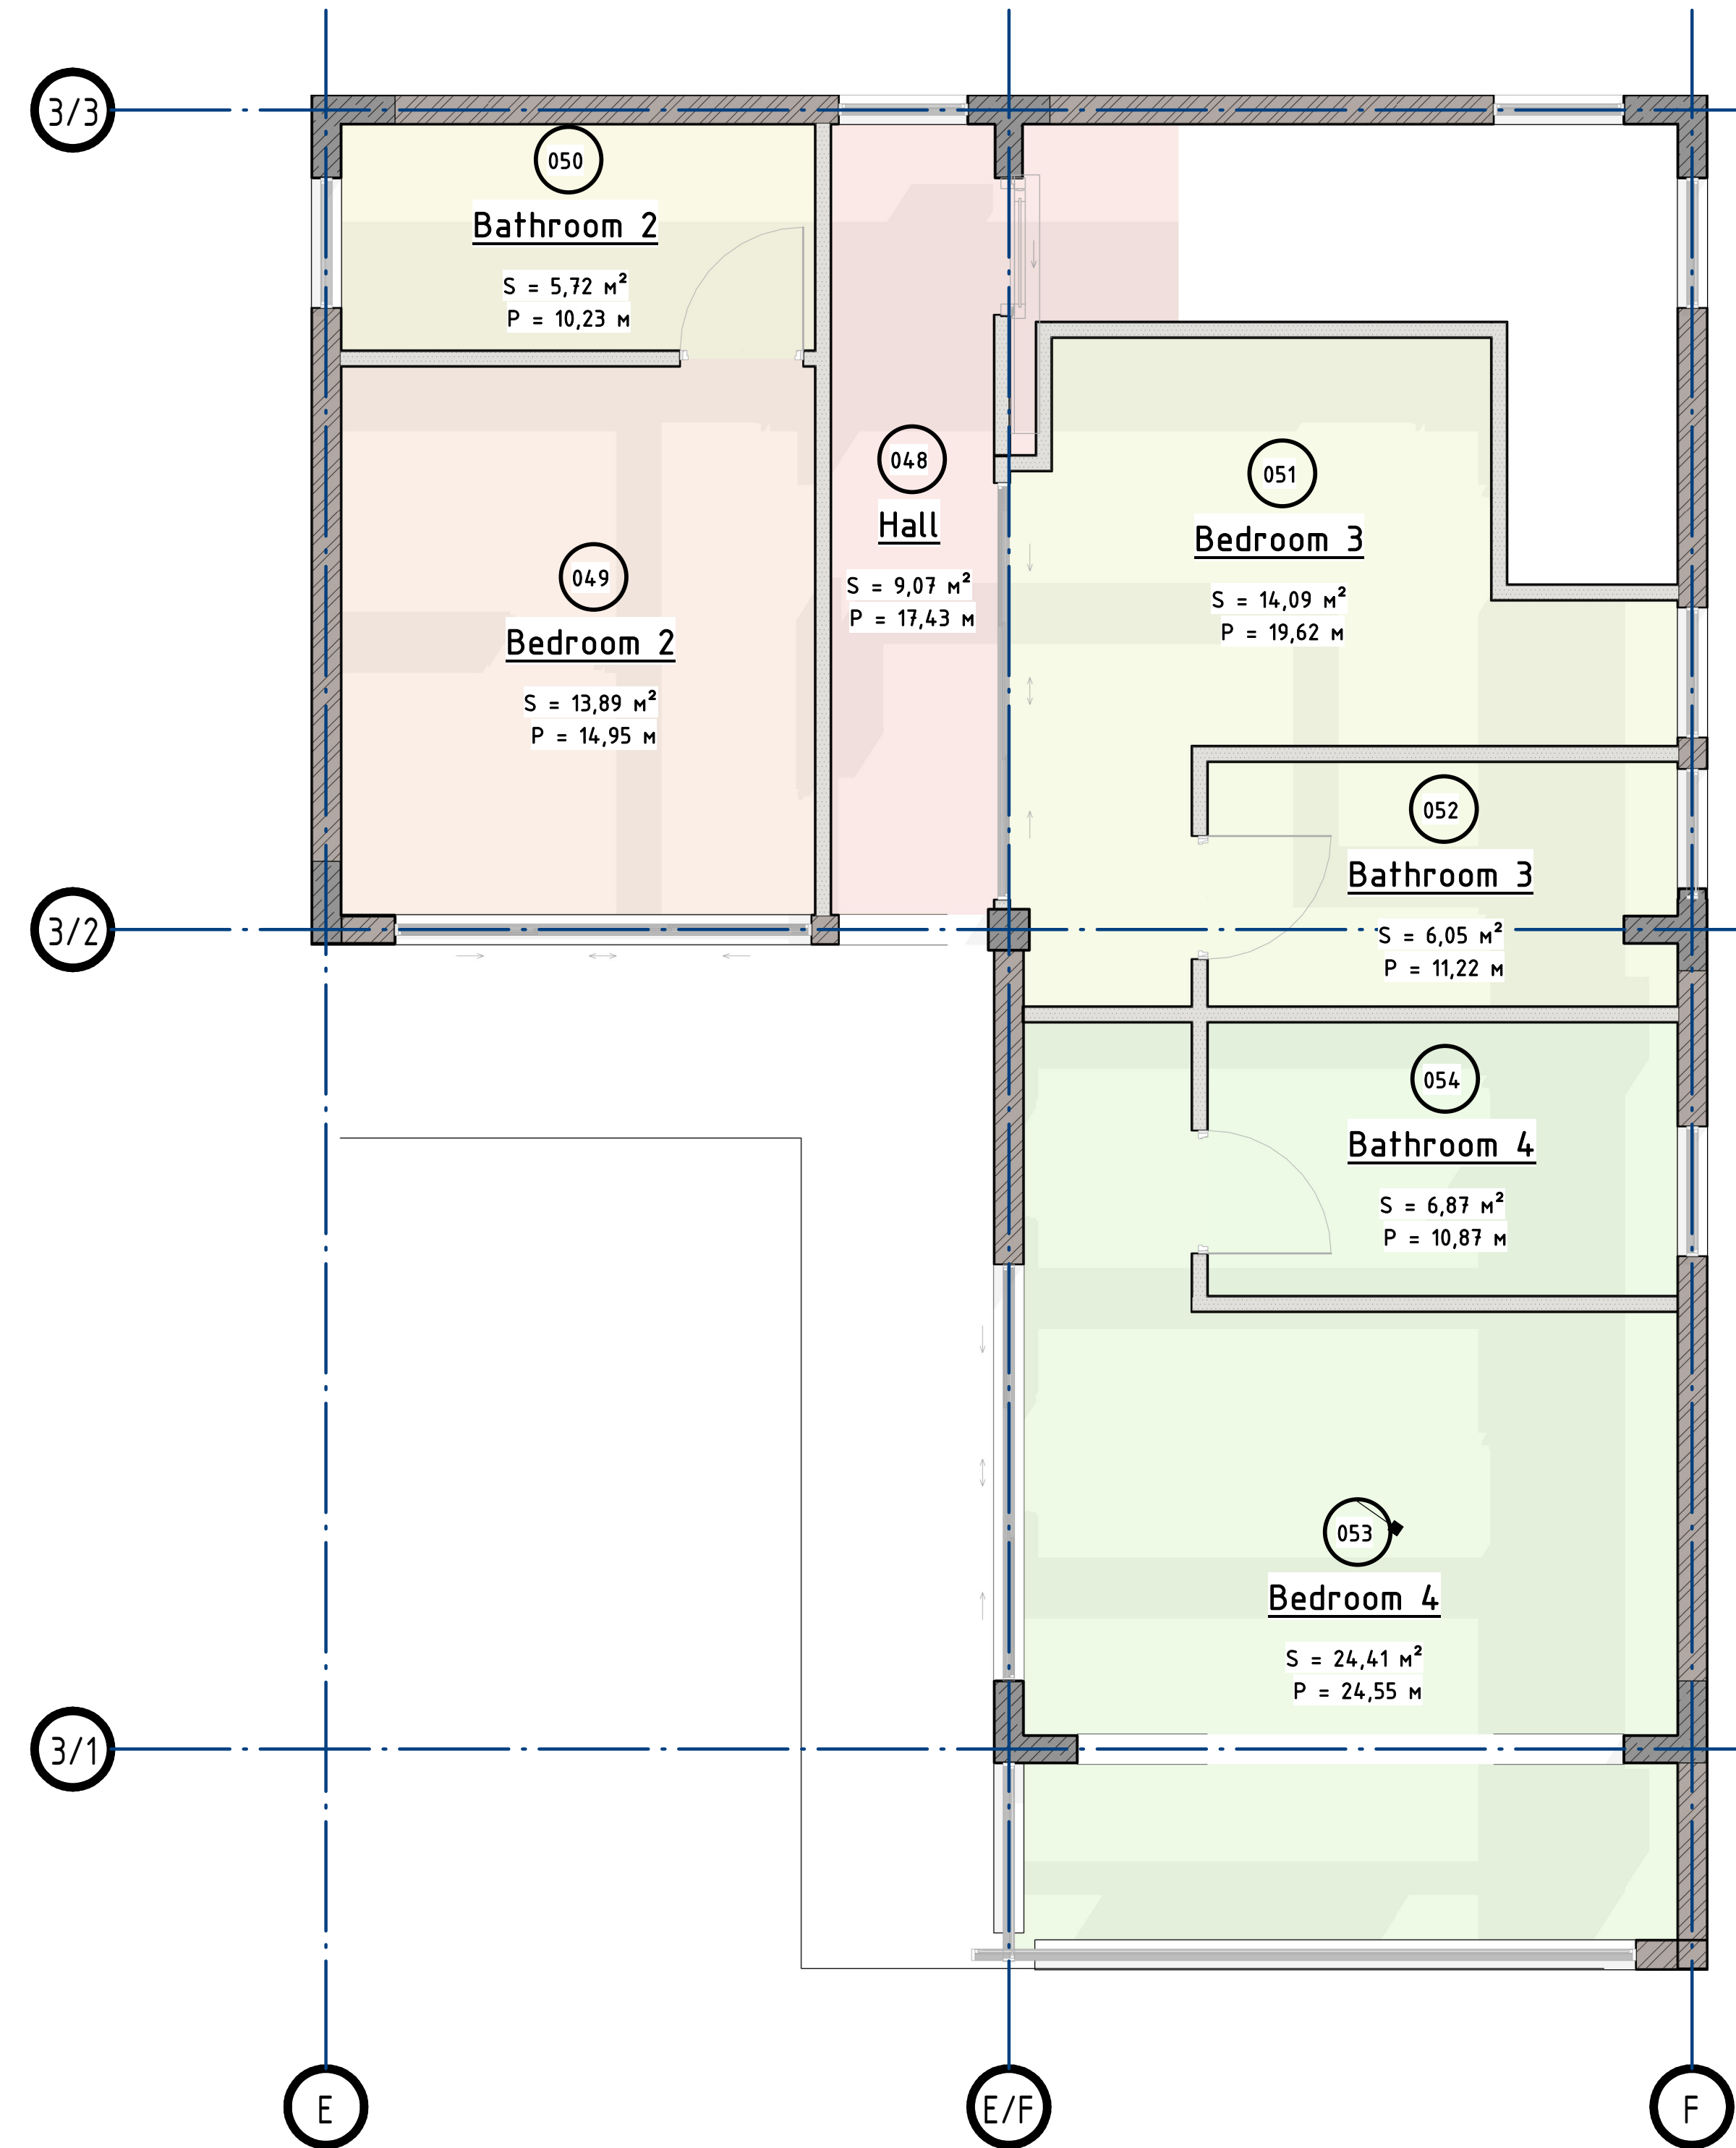 3/3
050
Bathroom 2
S = 5,72 м²
P = 10,23 м
048
Hall
S = 9,07 м²
P = 17,43 м
051
Bedroom 3
S = 14,09 м²
P = 19,62 м
049
Bedroom 2
S = 13,89 м²
P = 14,95 м
052
Bathroom 3
3/2
S = 6,05 м²
P = 11,22 м
054
Bathroom 4
S = 6,87 м²
P = 10,87 м
053
Bedroom 4
S = 24,41 м²
P = 24,55 м
3/1
E
E/F
F